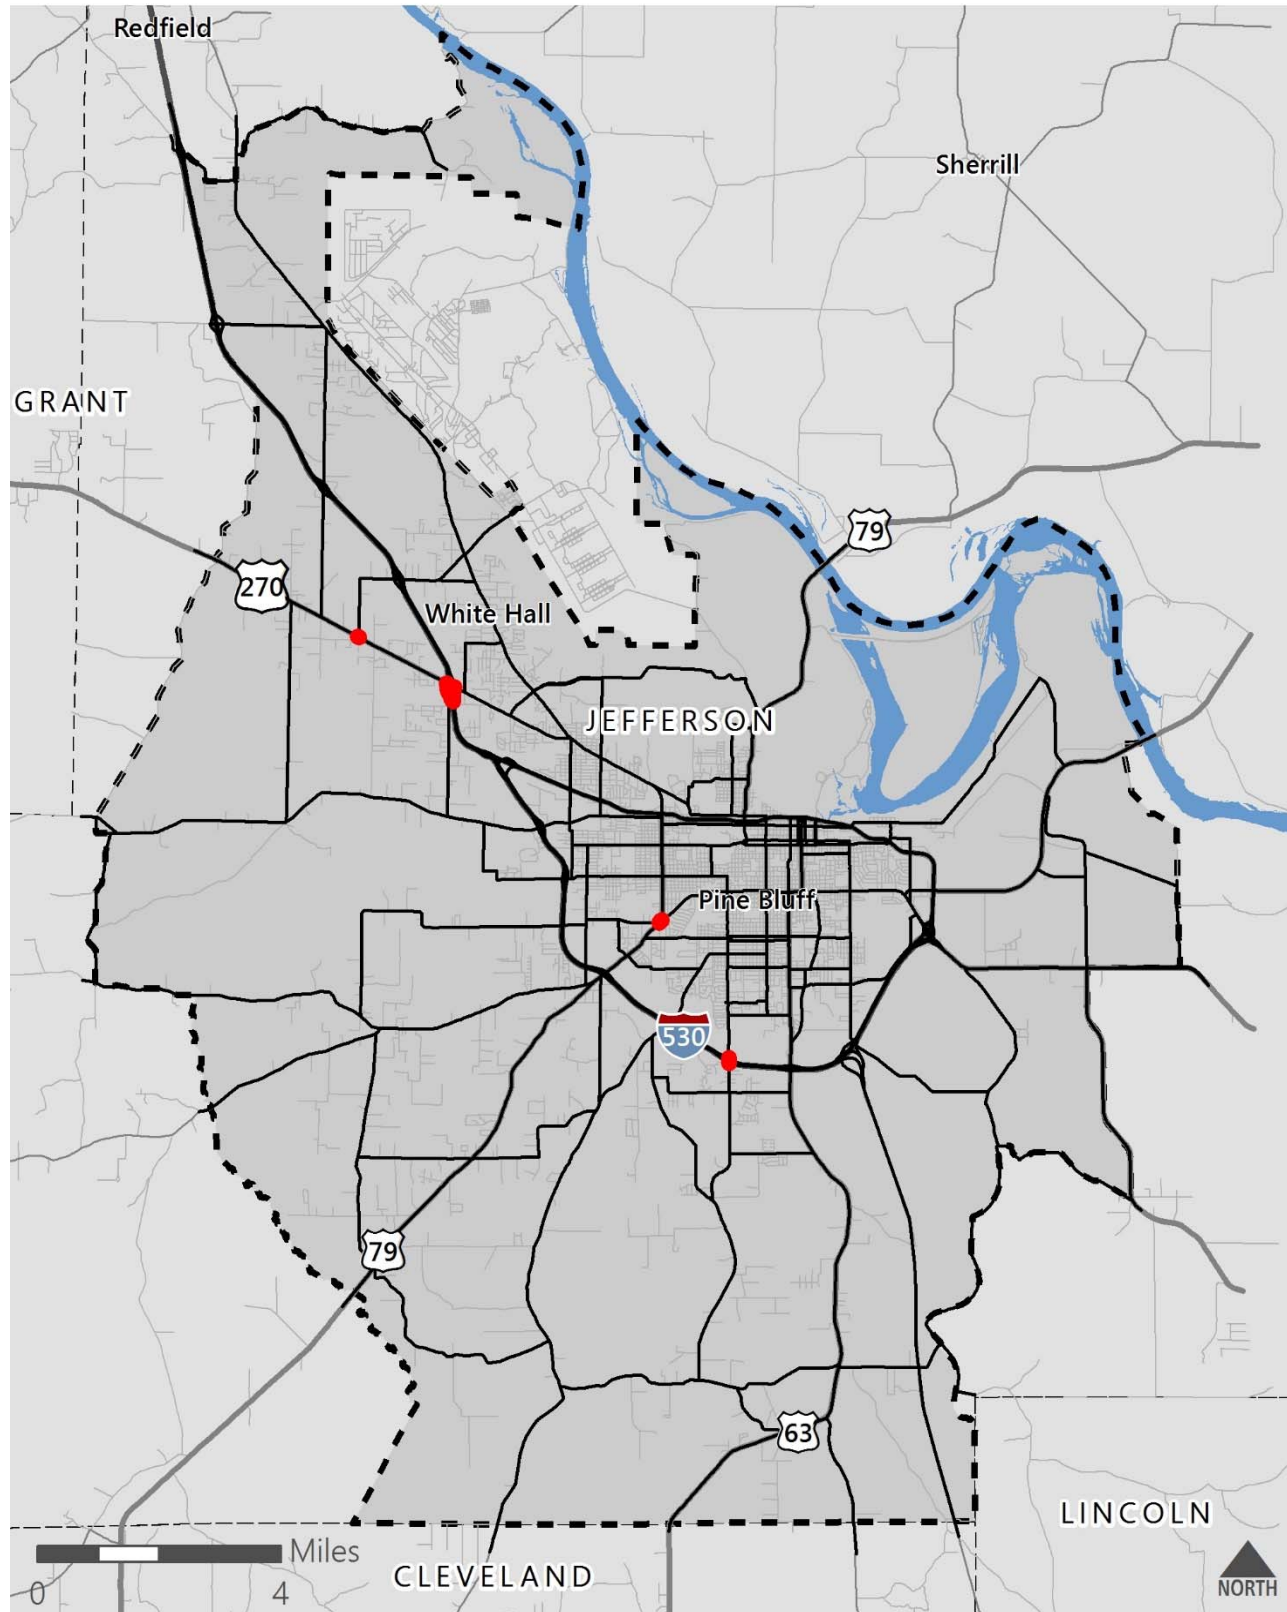 Redfield
Sherrill
GRANT
79
270
White Hall
JEFFERSON
Pine Bluff
530
79
63
LINCOLN
Miles
0 4
CLEVELAND
NORTH